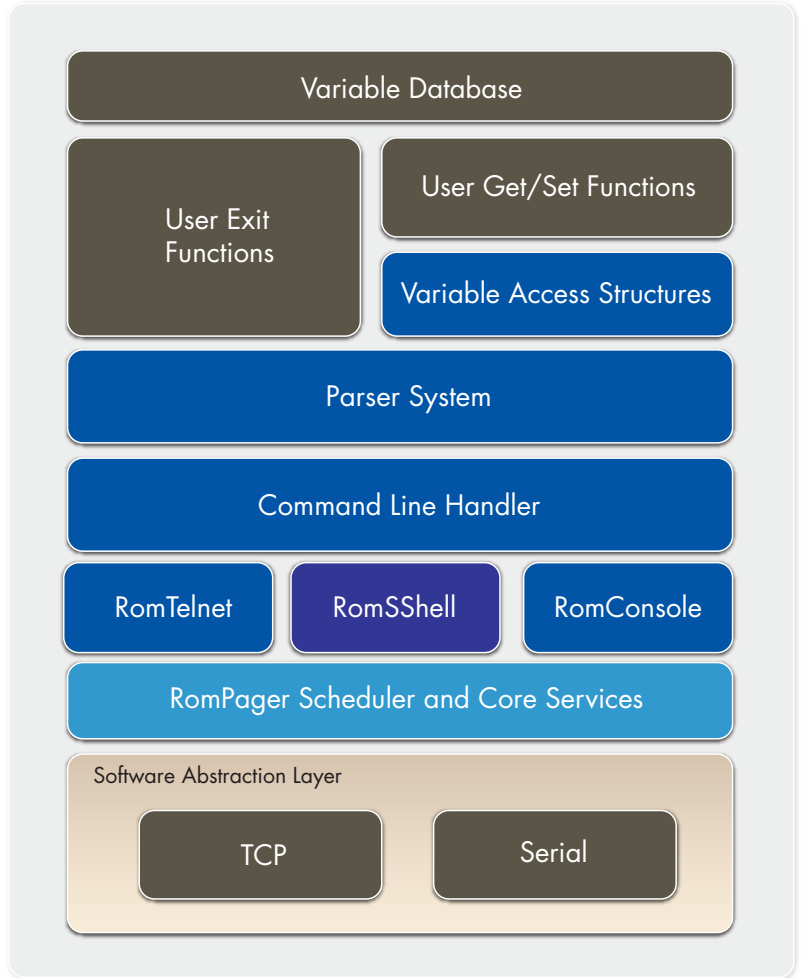 Variable Database
User Exit
Functions
User Get/Set Functions
Variable Access Structures
Parser System
Command Line Handler
RomTelnet
RomSShell
RomConsole
RomPager Scheduler and Core Services
Software Abstraction Layer
TCP
Serial